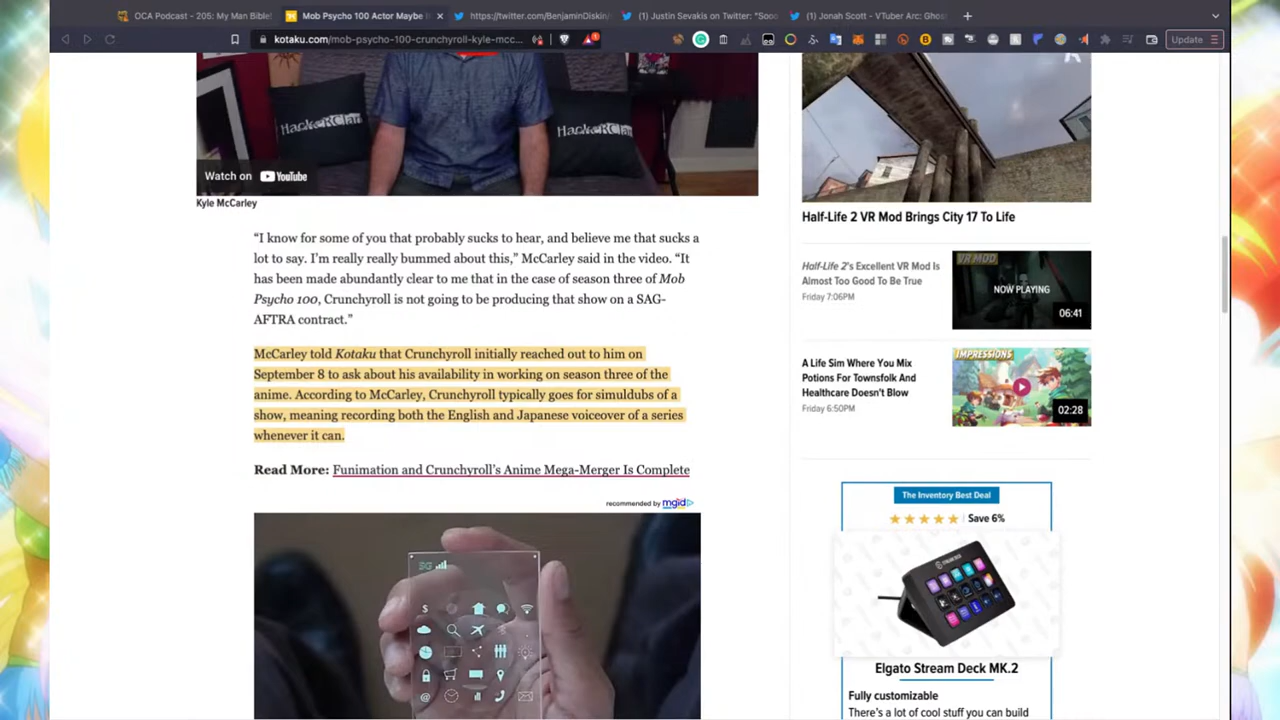 OCA Podcast - 205: My Man Bible!
Mob Psycho 100 Actor Maybe
https://twitter.com/BenjaminDiskin/
(1) Justin Sevakis on Twitter: "Sooo
(1) Jonah Scott - VTuber Arc: Ghos
kotaku.com/mob-psycho-100-crunchyroll-kyle-mcc...
Update
HackeRClan
HackeRClan
Watch on YouTube
Kyle McCarley
“I know for some of you that probably sucks to hear, and believe me that sucks a
lot to say. I’m really really bummed about this,” McCarley said in the video. “It
has been made abundantly clear to me that in the case of season three of Mob
Psycho 100, Crunchyroll is not going to be producing that show on a SAG-
AFTRA contract.”
McCarley told Kotaku that Crunchyroll initially reached out to him on
September 8 to ask about his availability in working on season three of the
anime. According to McCarley, Crunchyroll typically goes for simuldubs of a
show, meaning recording both the English and Japanese voiceover of a series
whenever it can.
Read More: Funimation and Crunchyroll’s Anime Mega-Merger Is Complete
recommended by mgid
5G
Half-Life 2 VR Mod Brings City 17 To Life
Half-Life 2's Excellent VR Mod Is
Almost Too Good To Be True
Friday 7:06PM
VR MOD
NOW PLAYING
06:41
A Life Sim Where You Mix
Potions For Townsfolk And
Healthcare Doesn't Blow
Friday 6:50PM
IMPRESSIONS
02:28
The Inventory Best Deal
Save 6%
Elgato Stream Deck MK.2
Fully customizable
There's a lot of cool stuff you can build